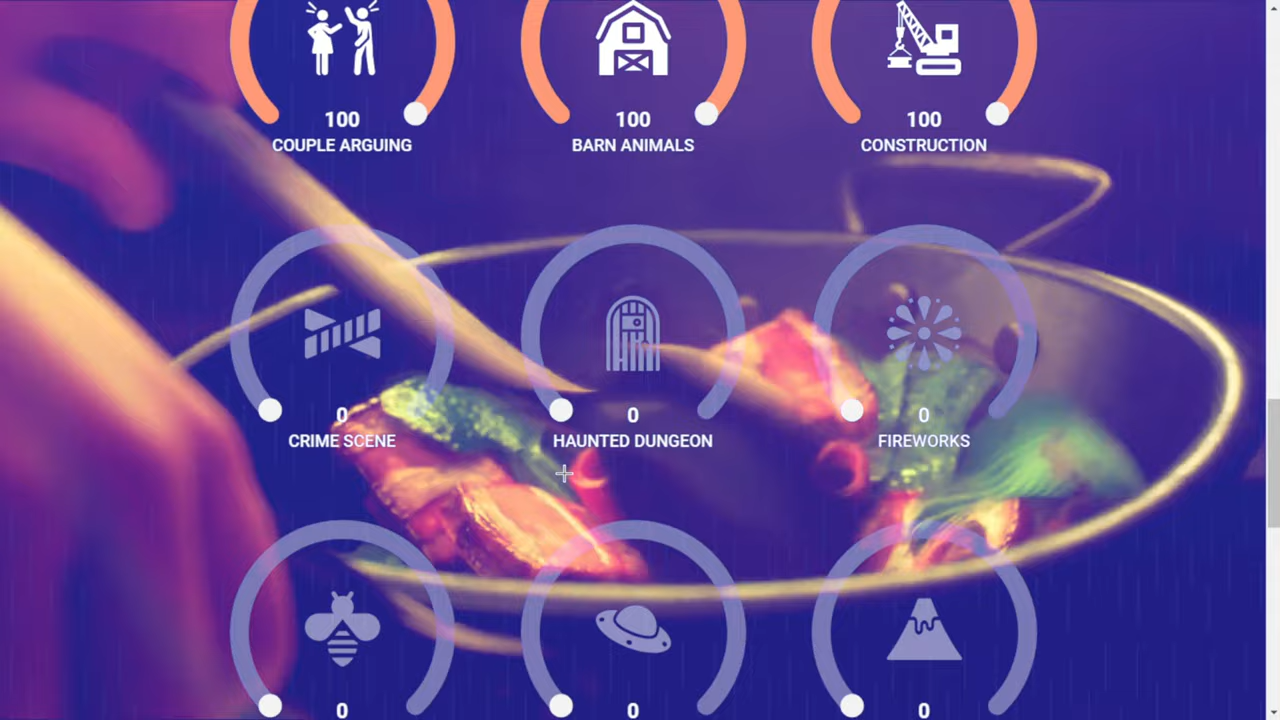 100 100 100
COUPLE ARGUING BARN ANIMALS CONSTRUCTION
0 0 0
CRIME SCENE HAUNTED DUNGEON FIREWORKS
0 0 0